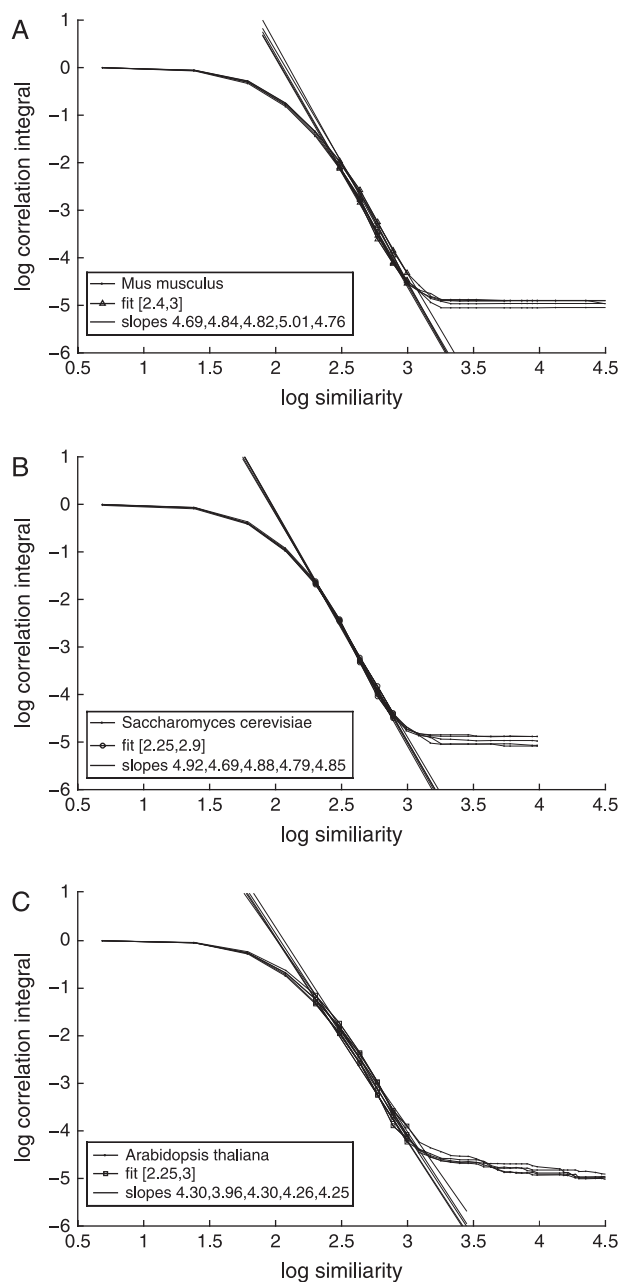 A
1
0
−1
−2
−3
−4
−5
−6
log correlation integral
Mus musculus
fit [2.4,3]
slopes 4.69,4.84,4.82,5.01,4.76
0.5 1 1.5 2 2.5 3 3.5 4 4.5
log similiarity
B
1
0
−1
−2
−3
−4
−5
−6
log correlation integral
Saccharomyces cerevisiae
fit [2.25,2.9]
slopes 4.92,4.69,4.88,4.79,4.85
0.5 1 1.5 2 2.5 3 3.5 4 4.5
log similiarity
C
1
0
−1
−2
−3
−4
−5
−6
log correlation integral
Arabidopsis thaliana
fit [2.25,3]
slopes 4.30,3.96,4.30,4.26,4.25
0.5 1 1.5 2 2.5 3 3.5 4 4.5
log similiarity